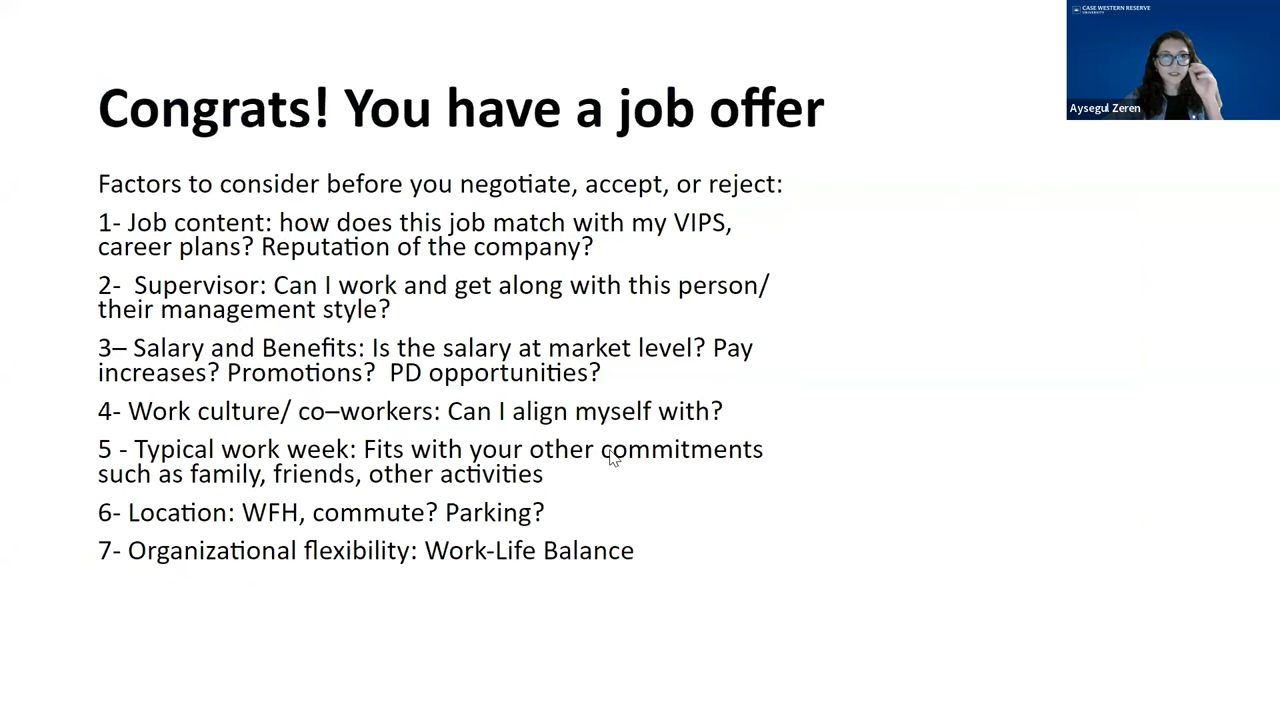 CASE WESTERN RESERVE
UNIVERSITY
Aysegul Zeren
Congrats! You have a job offer
Factors to consider before you negotiate, accept, or reject:
1- Job content: how does this job match with my VIPS,
career plans? Reputation of the company?
2-  Supervisor: Can I work and get along with this person/
their management style?
3– Salary and Benefits: Is the salary at market level? Pay
increases? Promotions?  PD opportunities?
4- Work culture/ co–workers: Can I align myself with?
5 - Typical work week: Fits with your other commitments
such as family, friends, other activities
6- Location: WFH, commute? Parking?
7- Organizational flexibility: Work-Life Balance